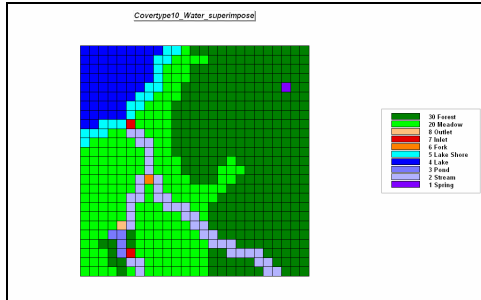 Covertype10_Water_superimpose
30 Forest
20 Meadow
8 Outlet
7 Inlet
6 Fork
5 Lake Shore
4 Lake
3 Pond
2 Stream
1 Spring